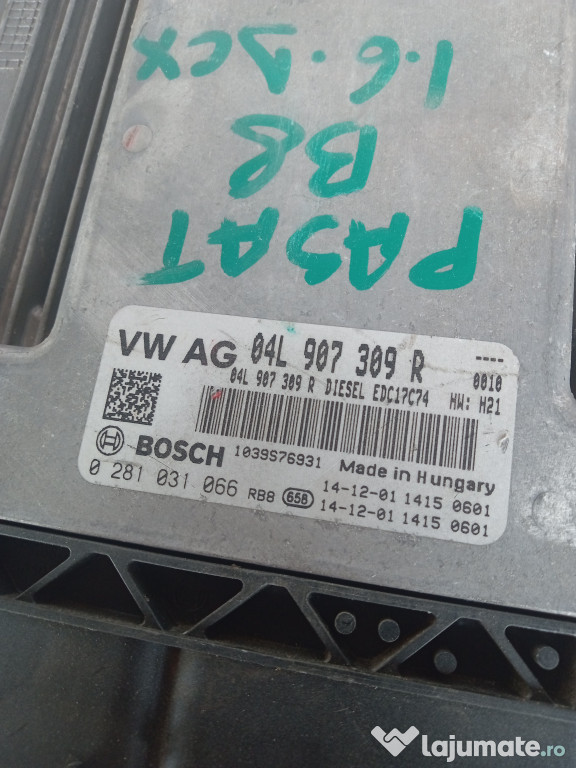 PASAT
B8
1.6. DCX
VW AG 04L 907 309 R ----
04L 907 309 R DIESEL EDC17C74 0010
HW: H21
BOSCH 1039S76931 Made in Hungary
0 281 031 066 RB8 658 14-12-01 1415 0601
14-12-01 1415 0601
lajumate.ro